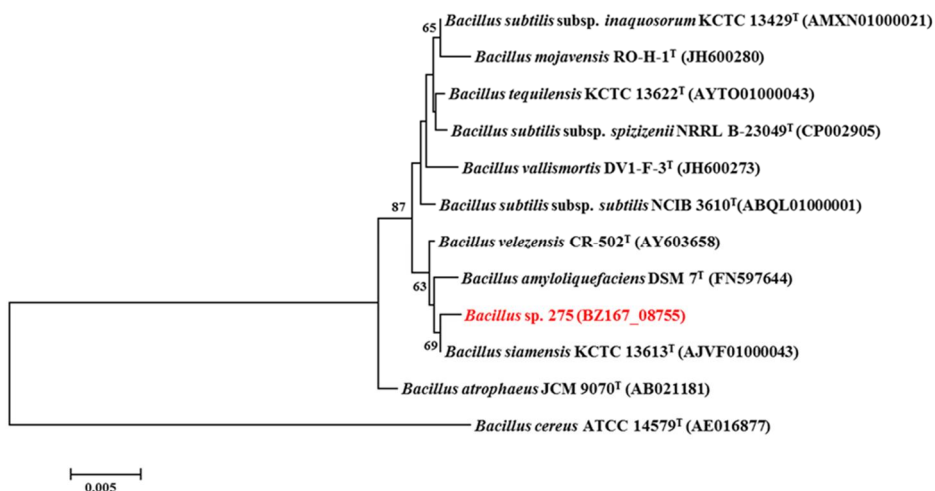 65
Bacillus subtilis subsp. inaquosorum KCTC 13429ᵀ (AMXN01000021)
Bacillus mojavensis RO-H-1ᵀ (JH600280)
Bacillus tequilensis KCTC 13622ᵀ (AYTO01000043)
Bacillus subtilis subsp. spizizenii NRRL B-23049ᵀ (CP002905)
Bacillus vallismortis DV1-F-3ᵀ (JH600273)
87
Bacillus subtilis subsp. subtilis NCIB 3610ᵀ(ABQL01000001)
Bacillus velezensis CR-502ᵀ (AY603658)
Bacillus amyloliquefaciens DSM 7ᵀ (FN597644)
63
Bacillus sp. 275 (BZ167_08755)
69
Bacillus siamensis KCTC 13613ᵀ (AJVF01000043)
Bacillus atrophaeus JCM 9070ᵀ (AB021181)
Bacillus cereus ATCC 14579ᵀ (AE016877)
0.005